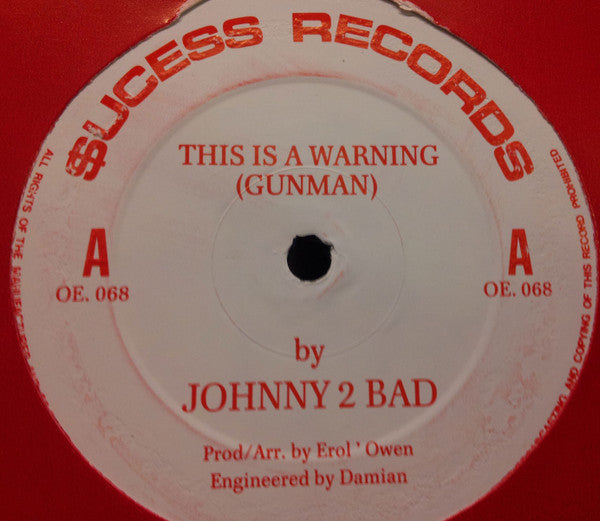 $UCESS RECORDS
THIS IS A WARNING
(GUNMAN)
A
OE. 068
A
OE. 068
by
JOHNNY 2 BAD
Prod/Arr. by Erol ' Owen
Engineered by Damian
ALL RIGHTS OF THE
AND COPYING OF THIS RECORD PROHIBITED